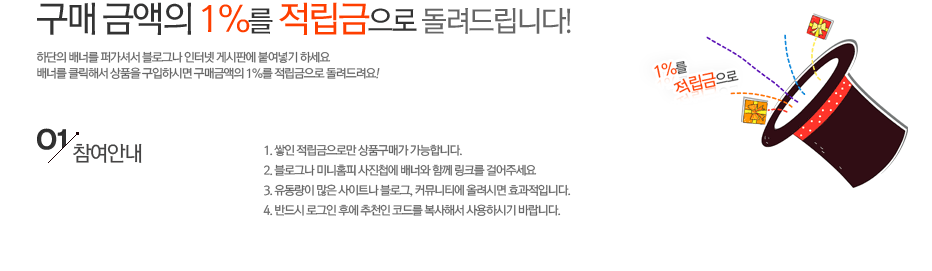 구매 금액의 1%를 적립금으로 돌려드립니다!
하단의 배너를 퍼가셔서 블로그나 인터넷 게시판에 붙여넣기 하세요
배너를 클릭해서 상품을 구입하시면 구매금액의 1%를 적립금으로 돌려드려요!
1%를
적립금으로
01 참여안내
1. 쌓인 적립금으로만 상품구매가 가능합니다.
2. 블로그나 미니홈피 사진첩에 배너와 함께 링크를 걸어주세요
3. 유동량이 많은 사이트나 블로그, 커뮤니티에 올려시면 효과적입니다.
4. 반드시 로그인 후에 추천인 코드를 복사해서 사용하시기 바랍니다.